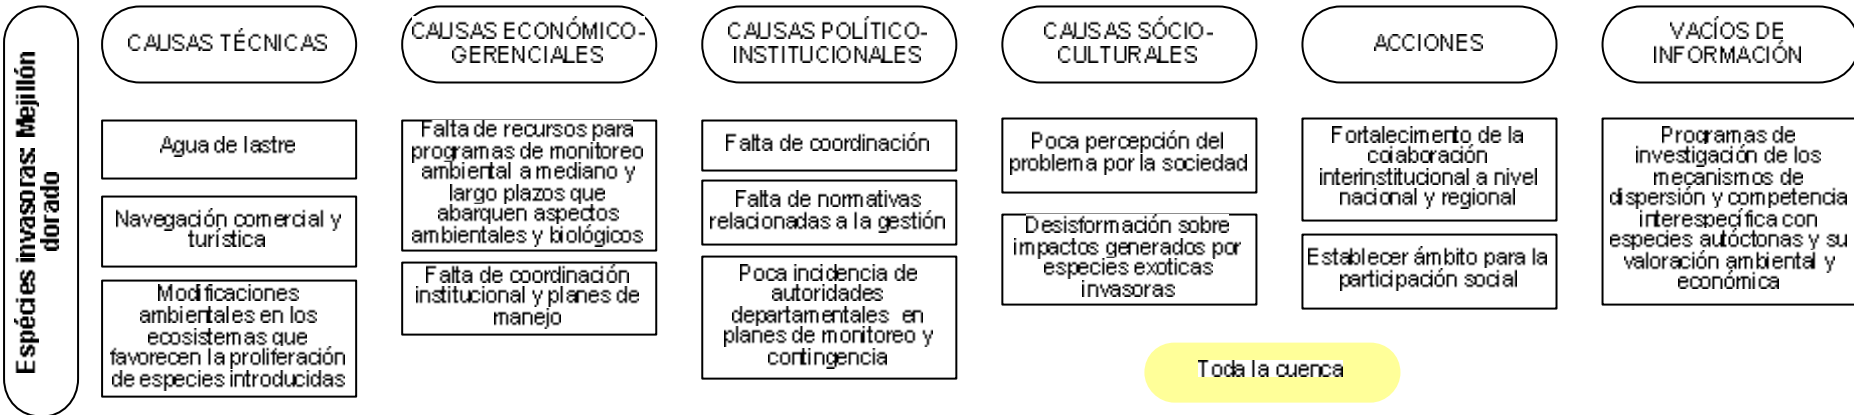 Espécies invasoras: Mejillón
dorado
CAUSAS TÉCNICAS
Agua de lastre
Navegación comercial y
turística
Modificaciones
ambientales en los
ecosistemas que
favorecen la proliferación
de especies introducidas
CAUSAS ECONÓMICO-
GERENCIALES
Falta de recursos para
programas de monitoreo
ambiental a mediano y
largo plazos que
abarquen aspectos
ambientales y biológicos
Falta de coordinación
institucional y planes de
manejo
CAUSAS POLÍTICO-
INSTITUCIONALES
Falta de coordinación
Falta de normativas
relacionadas a la gestión
Poca incidencia de
autoridades
departamentales en
planes de monitoreo y
contingencia
CAUSAS SÓCIO-
CULTURALES
Poca percepción del
problema por la sociedad
Desisformación sobre
impactos generados por
especies exoticas
invasoras
ACCIONES
Fortalecimento de la
colaboración
interinstitucional a nivel
nacional y regional
Establecer ámbito para la
participación social
VACÍOS DE
INFORMACIÓN
Programas de
investigación de los
mecanismos de
dispersión y competencia
interespecífica con
especies autóctonas y su
valoración ambiental y
económica
Toda la cuenca